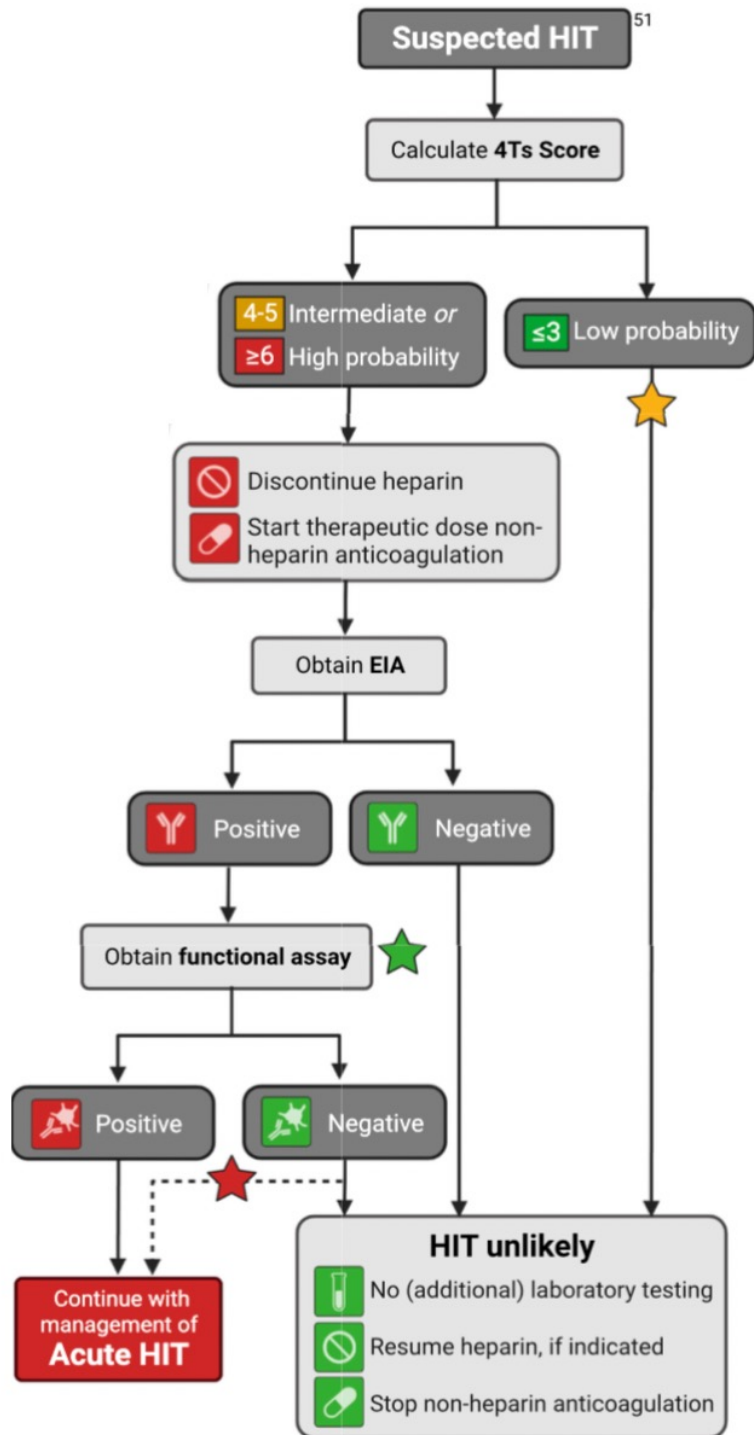 Suspected HIT 51
Calculate 4Ts Score
4-5 Intermediate or
≥6 High probability
≤3 Low probability
Discontinue heparin
Start therapeutic dose non-
heparin anticoagulation
Obtain EIA
Positive
Negative
Obtain functional assay
Positive
Negative
Continue with
management of
Acute HIT
HIT unlikely
No (additional) laboratory testing
Resume heparin, if indicated
Stop non-heparin anticoagulation